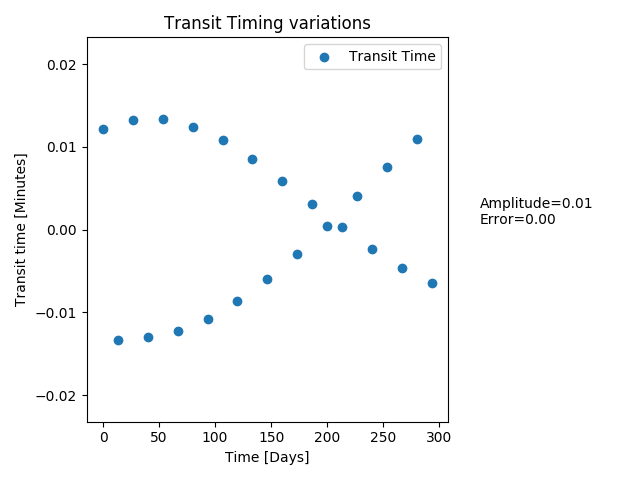 Transit Timing variations
Transit Time
0.02
0.01
0.00
−0.01
−0.02
Transit time [Minutes]
Amplitude=0.01
Error=0.00
0 50 100 150 200 250 300
Time [Days]